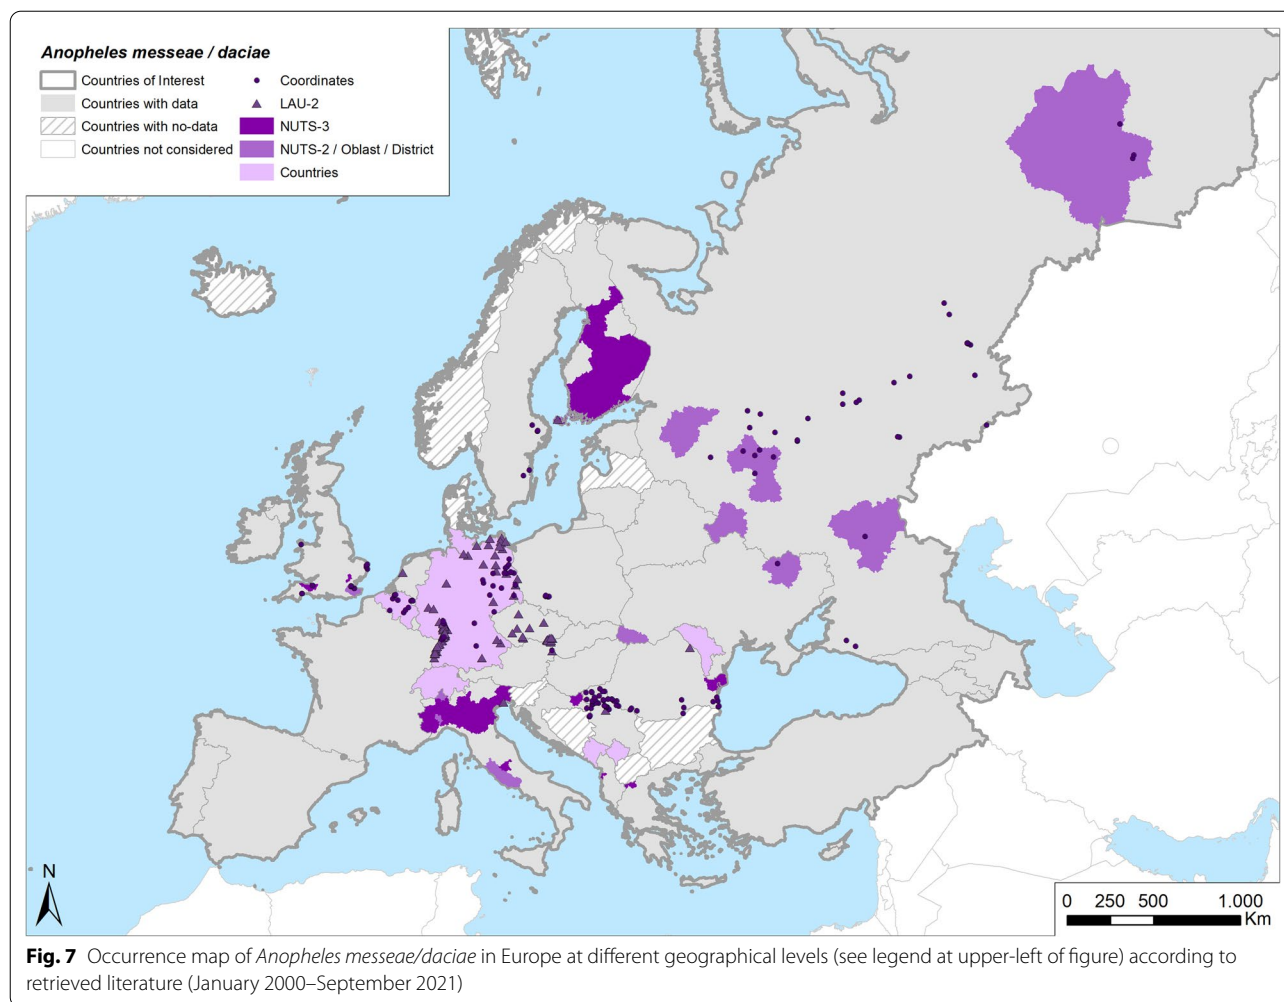 Anopheles messeae / daciae
Countries of Interest
Countries with data
Countries with no-data
Countries not considered
Coordinates
LAU-2
NUTS-3
NUTS-2 / Oblast / District
Countries
N
0 250 500 1.000
Km
Fig. 7 Occurrence map of Anopheles messeae/daciae in Europe at different geographical levels (see legend at upper-left of figure) according to
retrieved literature (January 2000–September 2021)